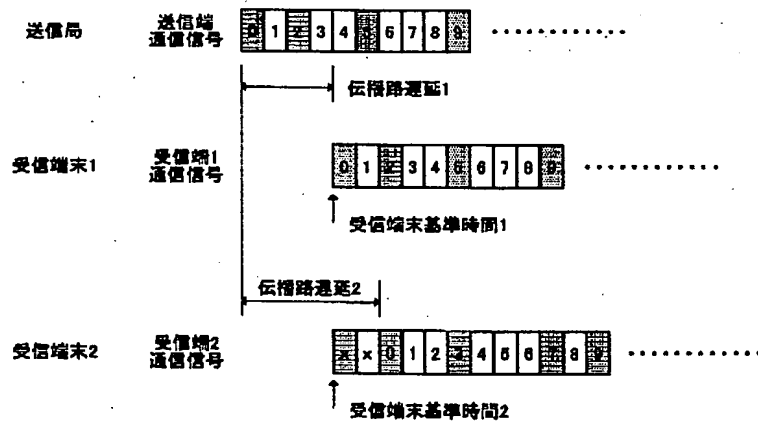 送信局
送信端
通信信号
0 1 2 3 4 5 6 7 8 9
伝播路遅延1
受信端末1
受信端1
通信信号
0 1 2 3 4 5 6 7 8 9
受信端末基準時間1
伝播路遅延2
受信端末2
受信端2
通信信号
x x 0 1 2 3 4 5 6 7 8 9
受信端末基準時間2